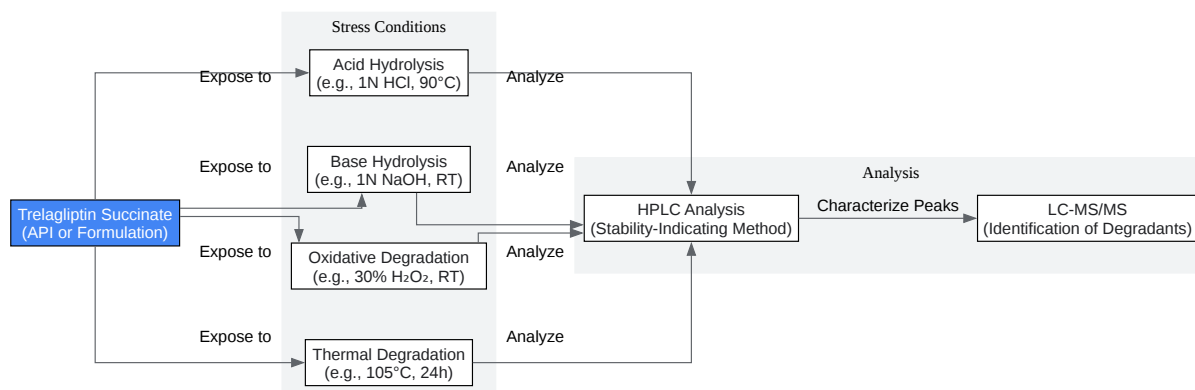 Stress Conditions
Expose to
Acid Hydrolysis
(e.g., 1N HCl, 90°C)
Analyze
Expose to
Base Hydrolysis
(e.g., 1N NaOH, RT)
Analyze
Analysis
Trelagliptin Succinate
(API or Formulation)
HPLC Analysis
(Stability-Indicating Method)
Characterize Peaks
LC-MS/MS
(Identification of Degradants)
Expose to
Oxidative Degradation
(e.g., 30% H₂O₂, RT)
Analyze
Expose to
Thermal Degradation
(e.g., 105°C, 24h)
Analyze